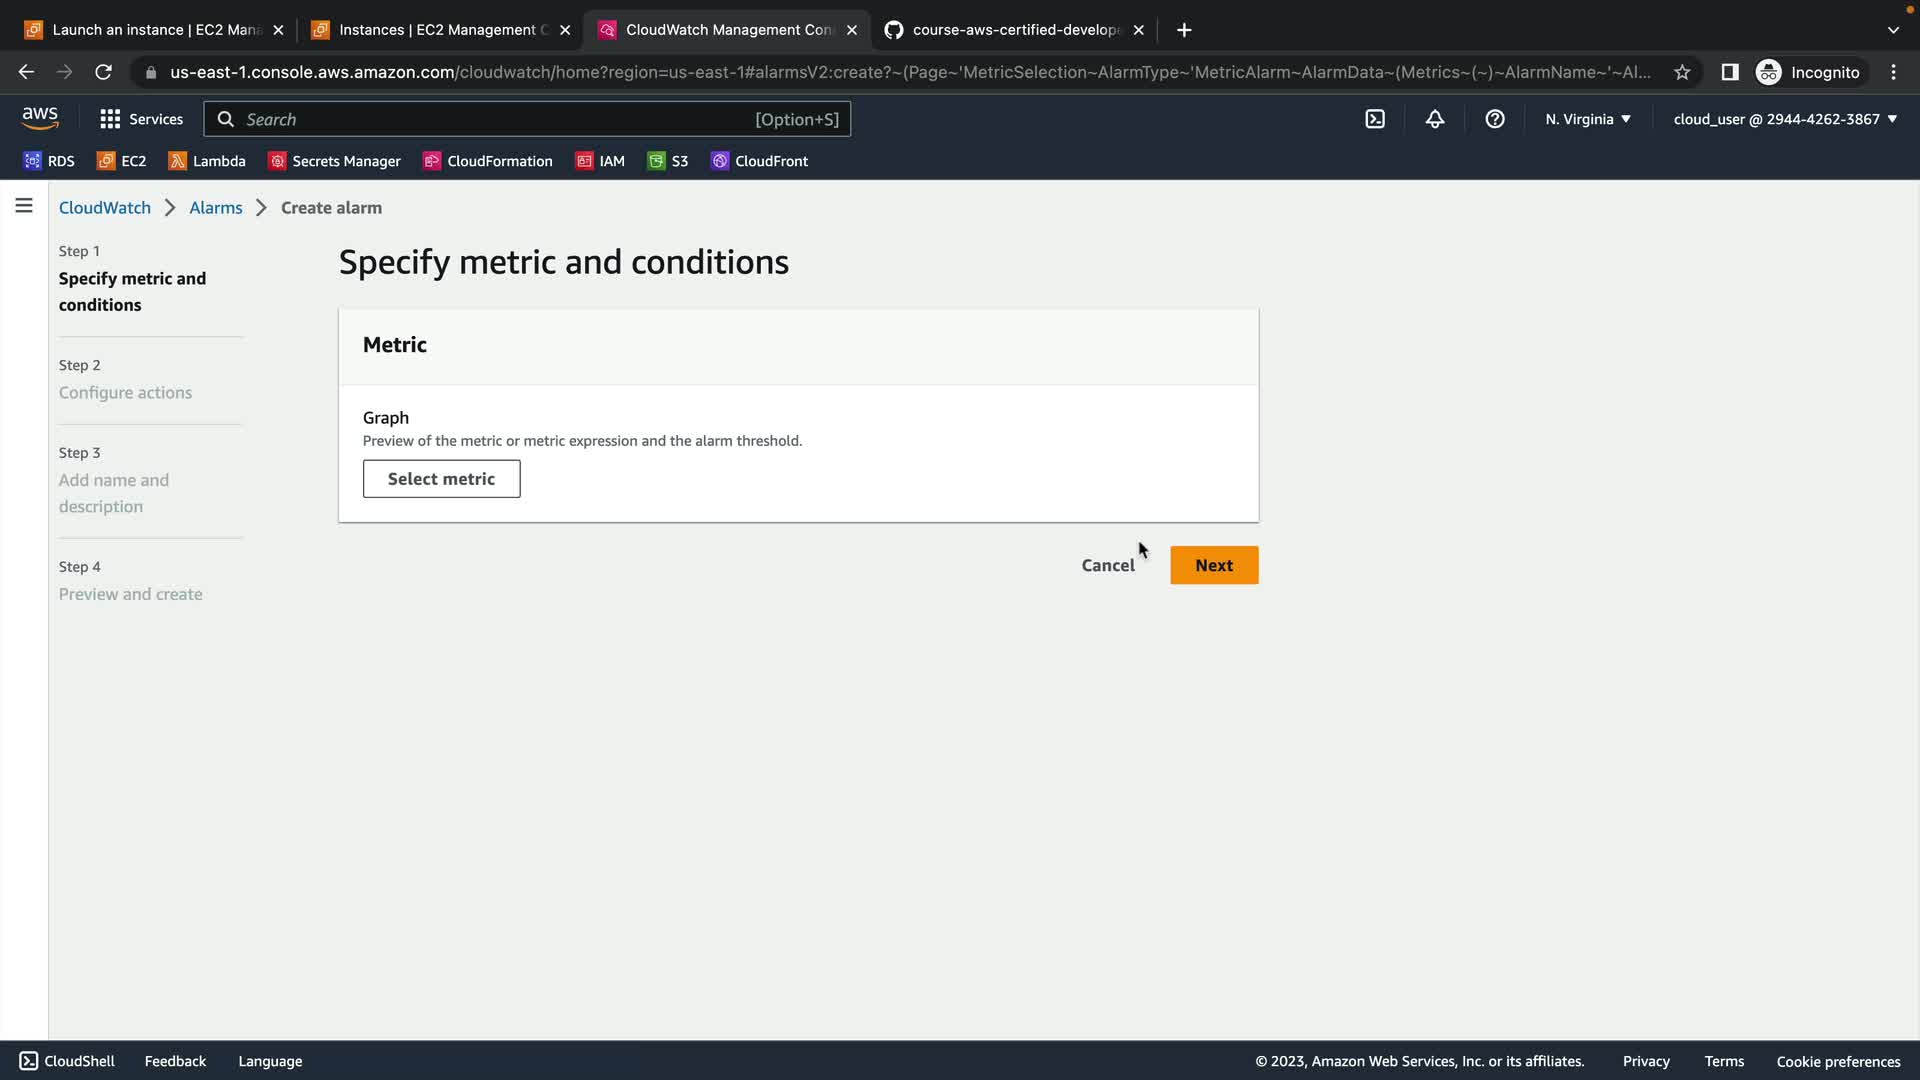 Launch an instance | EC2 Mana
Instances | EC2 Management C
CloudWatch Management Con
course-aws-certified-develope
us-east-1.console.aws.amazon.com/cloudwatch/home?region=us-east-1#alarmsV2:create?~(Page~'MetricSelection~AlarmType~'MetricAlarm~AlarmData~(Metrics~(~)~AlarmName~'~Al...
Incognito
aws
Services
Search
[Option+S]
N. Virginia
cloud_user @ 2944-4262-3867
RDS
EC2
Lambda
Secrets Manager
CloudFormation
IAM
S3
CloudFront
CloudWatch
Alarms
Create alarm
Step 1
Specify metric and
conditions
Step 2
Configure actions
Step 3
Add name and
description
Step 4
Preview and create
Specify metric and conditions
Metric
Graph
Preview of the metric or metric expression and the alarm threshold.
Select metric
Cancel
Next
CloudShell
Feedback
Language
© 2023, Amazon Web Services, Inc. or its affiliates.
Privacy
Terms
Cookie preferences